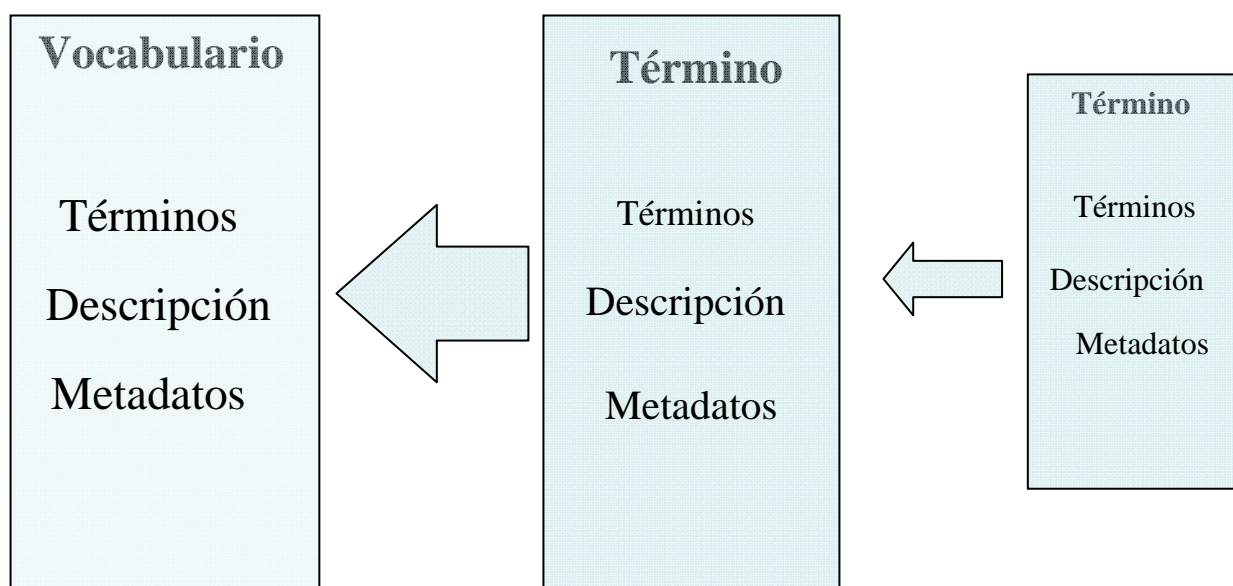 Vocabulario
Términos
Descripción
Metadatos
Término
Términos
Descripción
Metadatos
Término
Términos
Descripción
Metadatos